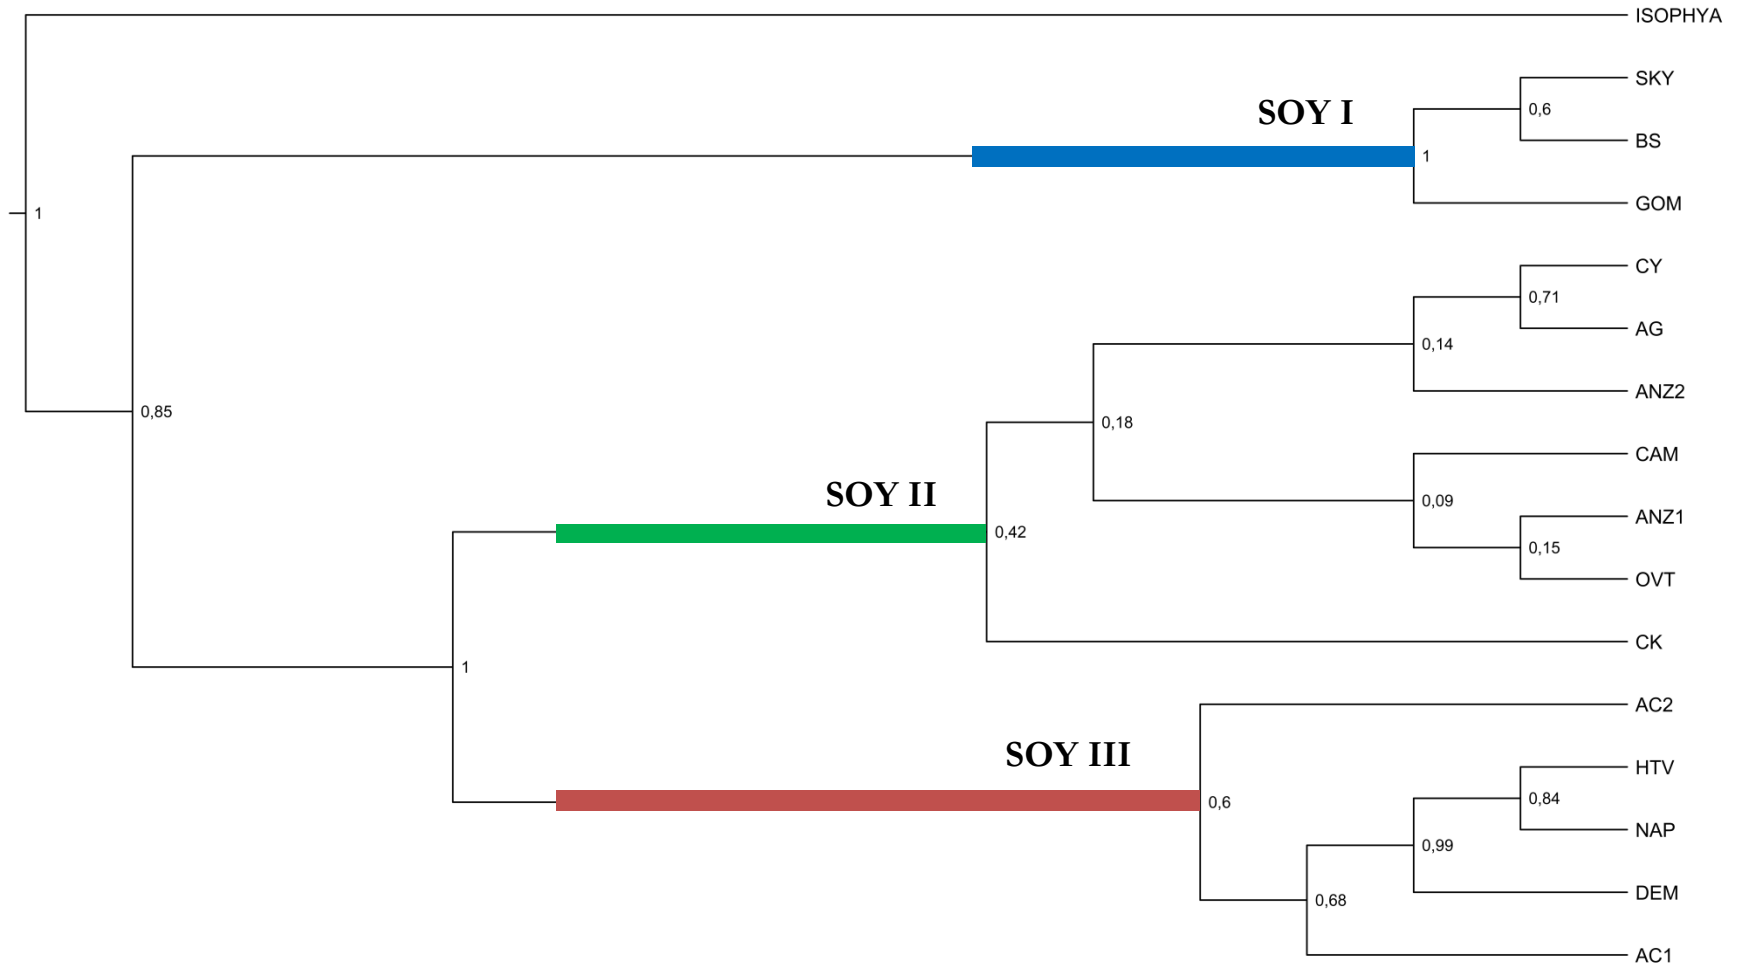 ISOPHYA
SKY
SOY I
0,6
BS
1
GOM
1
CY
0,71
AG
0,14
ANZ2
0,85
0,18
CAM
SOY II
0,09
ANZ1
0,42
0,15
OVT
CK
1
AC2
SOY III
HTV
0,6
0,84
NAP
0,99
DEM
0,68
AC1